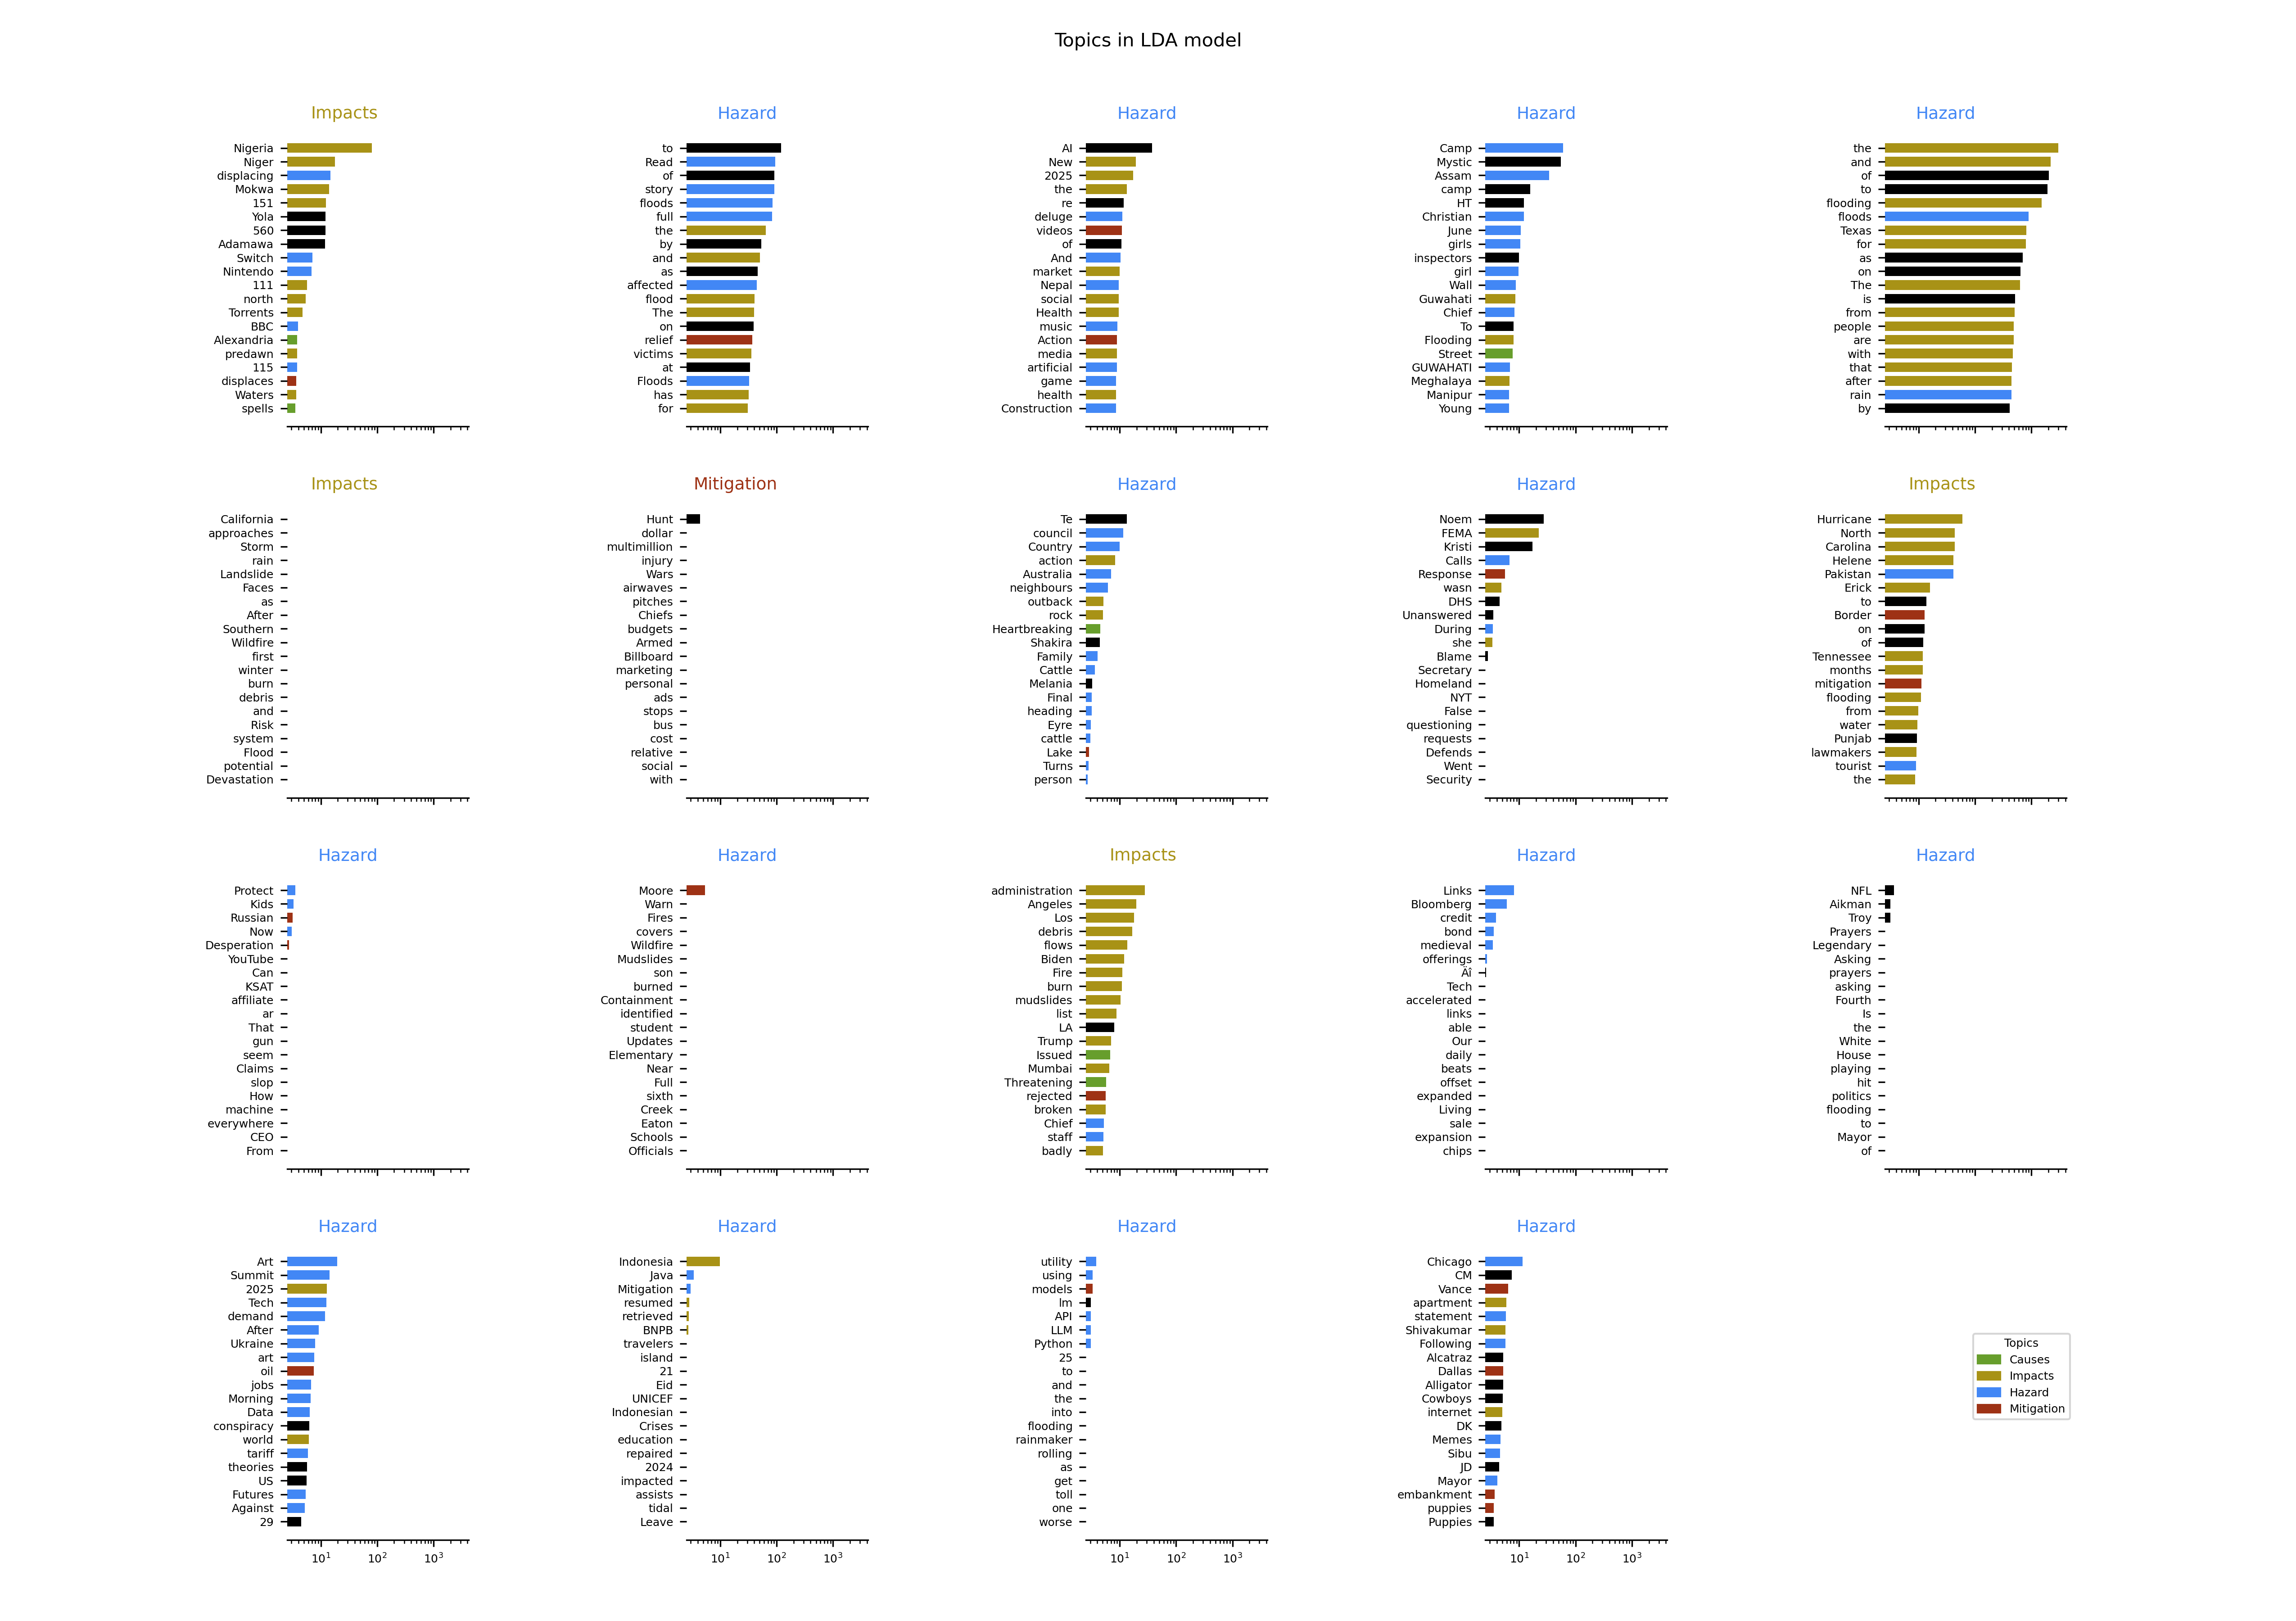 Topics in LDA model
Impacts
Nigeria
Niger
displacing
Mokwa
151
Yola
560
Adamawa
Switch
Nintendo
111
north
Torrents
BBC
Alexandria
predawn
115
displaces
Waters
spells
Hazard
to
Read
of
story
floods
full
the
by
and
as
affected
flood
The
on
relief
victims
at
Floods
has
for
Hazard
AI
New
2025
the
re
deluge
videos
of
And
market
Nepal
social
Health
music
Action
media
artificial
game
health
Construction
Hazard
Camp
Mystic
Assam
camp
HT
Christian
June
girls
inspectors
girl
Wall
Guwahati
Chief
To
Flooding
Street
GUWAHATI
Meghalaya
Manipur
Young
Hazard
the
and
of
to
flooding
floods
Texas
for
as
on
The
is
from
people
are
with
that
after
rain
by
Impacts
California
approaches
Storm
rain
Landslide
Faces
as
After
Southern
Wildfire
first
winter
burn
debris
and
Risk
system
Flood
potential
Devastation
Mitigation
Hunt
dollar
multimillion
injury
Wars
airwaves
pitches
Chiefs
budgets
Armed
Billboard
marketing
personal
ads
stops
bus
cost
relative
social
with
Hazard
Te
council
Country
action
Australia
neighbours
outback
rock
Heartbreaking
Shakira
Family
Cattle
Melania
Final
heading
Eyre
cattle
Lake
Turns
person
Hazard
Noem
FEMA
Kristi
Calls
Response
wasn
DHS
Unanswered
During
she
Blame
Secretary
Homeland
NYT
False
questioning
requests
Defends
Went
Security
Impacts
Hurricane
North
Carolina
Helene
Pakistan
Erick
to
Border
on
of
Tennessee
months
mitigation
flooding
from
water
Punjab
lawmakers
tourist
the
Hazard
Protect
Kids
Russian
Now
Desperation
YouTube
Can
KSAT
affiliate
ar
That
gun
seem
Claims
slop
How
machine
everywhere
CEO
From
Hazard
Moore
Warn
Fires
covers
Wildfire
Mudslides
son
burned
Containment
identified
student
Updates
Elementary
Near
Full
sixth
Creek
Eaton
Schools
Officials
Impacts
administration
Angeles
Los
debris
flows
Biden
Fire
burn
mudslides
list
LA
Trump
Issued
Mumbai
Threatening
rejected
broken
Chief
staff
badly
Hazard
Links
Bloomberg
credit
bond
medieval
offerings
Äî
Tech
accelerated
links
able
Our
daily
beats
offset
expanded
Living
sale
expansion
chips
Hazard
NFL
Aikman
Troy
Prayers
Legendary
Asking
prayers
asking
Fourth
Is
the
White
House
playing
hit
politics
flooding
to
Mayor
of
Hazard
Art
Summit
2025
Tech
demand
After
Ukraine
art
oil
jobs
Morning
Data
conspiracy
world
tariff
theories
US
Futures
Against
29
10¹ 10² 10³
Hazard
Indonesia
Java
Mitigation
resumed
retrieved
BNPB
travelers
island
21
Eid
UNICEF
Indonesian
Crises
education
repaired
2024
impacted
assists
tidal
Leave
10¹ 10² 10³
Hazard
utility
using
models
API
LLM
Python
25
to
and
the
into
flooding
rainmaker
rolling
as
get
toll
one
worse
10¹ 10² 10³
Hazard
Chicago
CM
Vance
apartment
statement
Shivakumar
Following
Alcatraz
Dallas
Alligator
Cowboys
internet
DK
Memes
Sibu
JD
Mayor
embankment
puppies
Puppies
10¹ 10² 10³
Topics
Causes
Impacts
Hazard
Mitigation